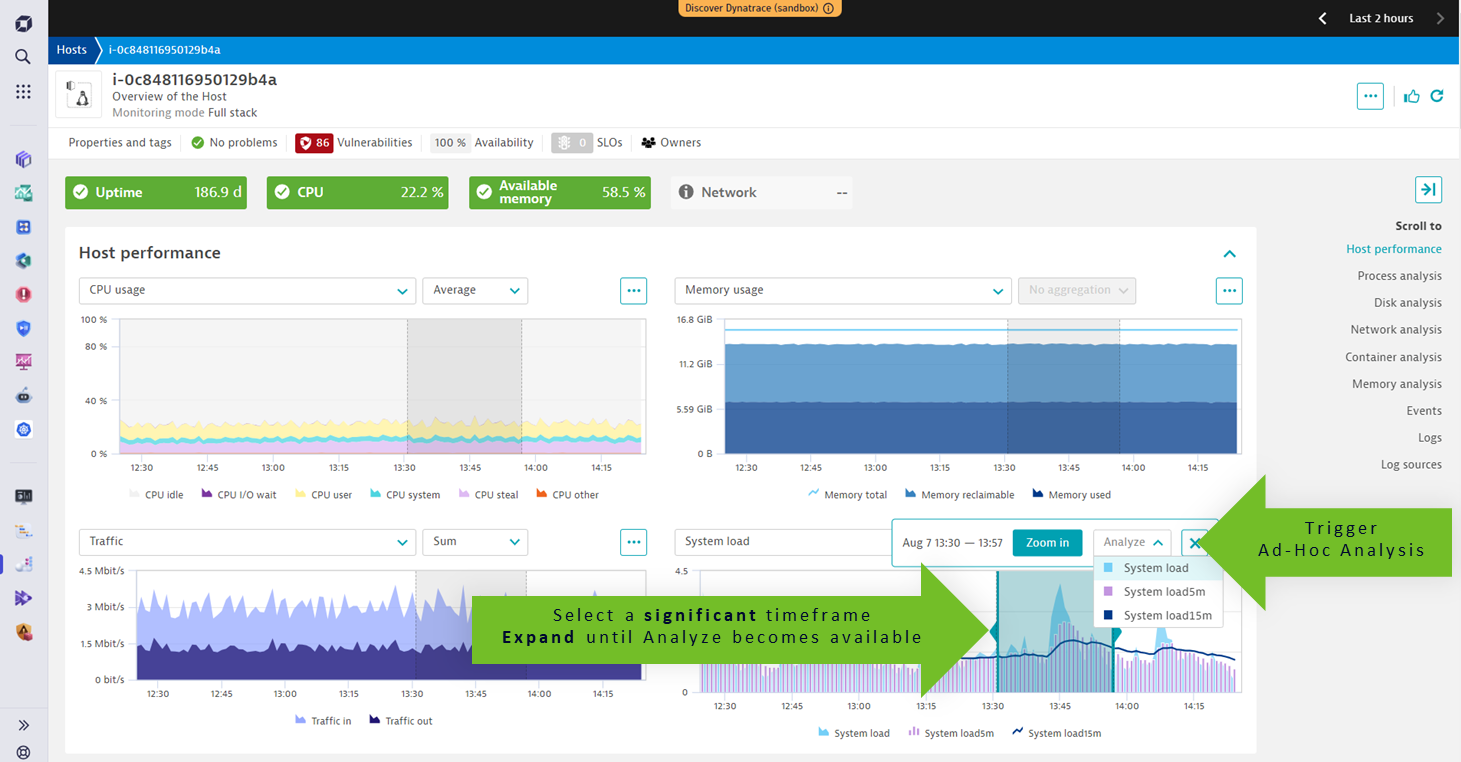 Discover Dynatrace (sandbox)
Last 2 hours
Hosts
i-0c848116950129b4a
i-0c848116950129b4a
Overview of the Host
Monitoring mode Full stack
Properties and tags
No problems
86 Vulnerabilities
100 % Availability
0 SLOs
Owners
Uptime 186.9 d
CPU 22.2 %
Available
memory
58.5 %
Network --
Scroll to
Host performance
Process analysis
Disk analysis
Network analysis
Container analysis
Memory analysis
Events
Logs
Log sources
Host performance
CPU usage
Average
...
100 %
80 %
40 %
0 %
12:30 12:45 13:00 13:15 13:30 13:45 14:00 14:15
CPU idle CPU I/O wait CPU user CPU system CPU steal CPU other
Memory usage
No aggregation
...
16.8 GiB
11.2 GiB
5.59 GiB
0 B
12:30 12:45 13:00 13:15 13:30 13:45 14:00 14:15
Memory total Memory reclaimable Memory used
Traffic
Sum
...
4.5 Mbit/s
3 Mbit/s
1.5 Mbit/s
0 bit/s
12:30 12:45 13:00 13:15 13:30 13:45 14:00 14:15
Traffic in Traffic out
System load
Aug 7 13:30 — 13:57
Zoom in
Analyze
System load
System load5m
System load15m
Trigger
Ad-Hoc Analysis
Select a significant timeframe
Expand until Analyze becomes available
4.5
0
12:30 12:45 13:00 13:15 13:30 13:45 14:00 14:15
System load System load5m System load15m